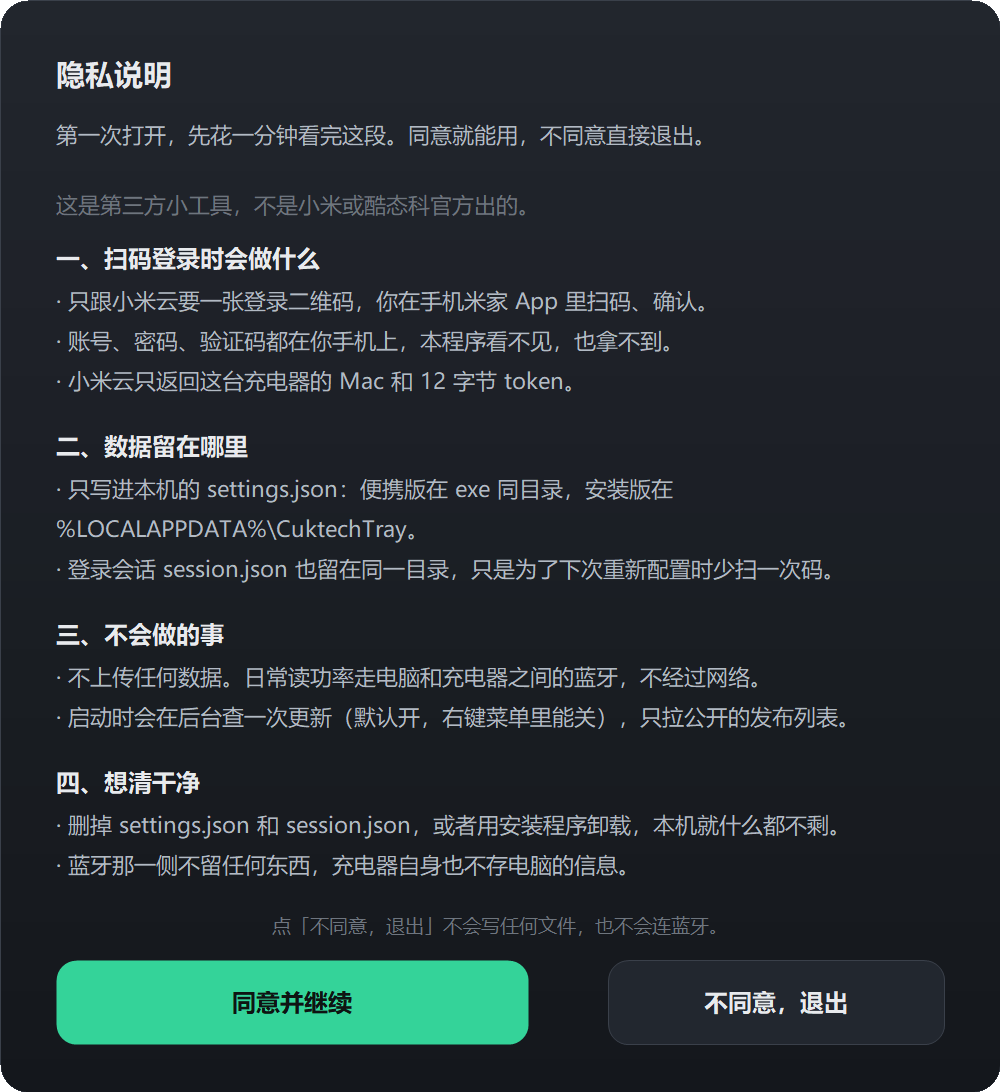 隐私说明
第一次打开，先花一分钟看完这段。同意就能用，不同意直接退出。
这是第三方小工具，不是小米或酷态科官方出的。
一、扫码登录时会做什么
· 只跟小米云要一张登录二维码，你在手机米家 App 里扫码、确认。
· 账号、密码、验证码都在你手机上，本程序看不见，也拿不到。
· 小米云只返回这台充电器的 Mac 和 12 字节 token。
二、数据留在哪里
· 只写进本机的 settings.json：便携版在 exe 同目录，安装版在
%LOCALAPPDATA%\CuktechTray。
· 登录会话 session.json 也留在同一目录，只是为了下次重新配置时少扫一次码。
三、不会做的事
· 不上传任何数据。日常读功率走电脑和充电器之间的蓝牙，不经过网络。
· 启动时会在后台查一次更新（默认开，右键菜单里能关），只拉公开的发布列表。
四、想清干净
· 删掉 settings.json 和 session.json，或者用安装程序卸载，本机就什么都不剩。
· 蓝牙那一侧不留任何东西，充电器自身也不存电脑的信息。
点「不同意，退出」不会写任何文件，也不会连蓝牙。
同意并继续
不同意，退出